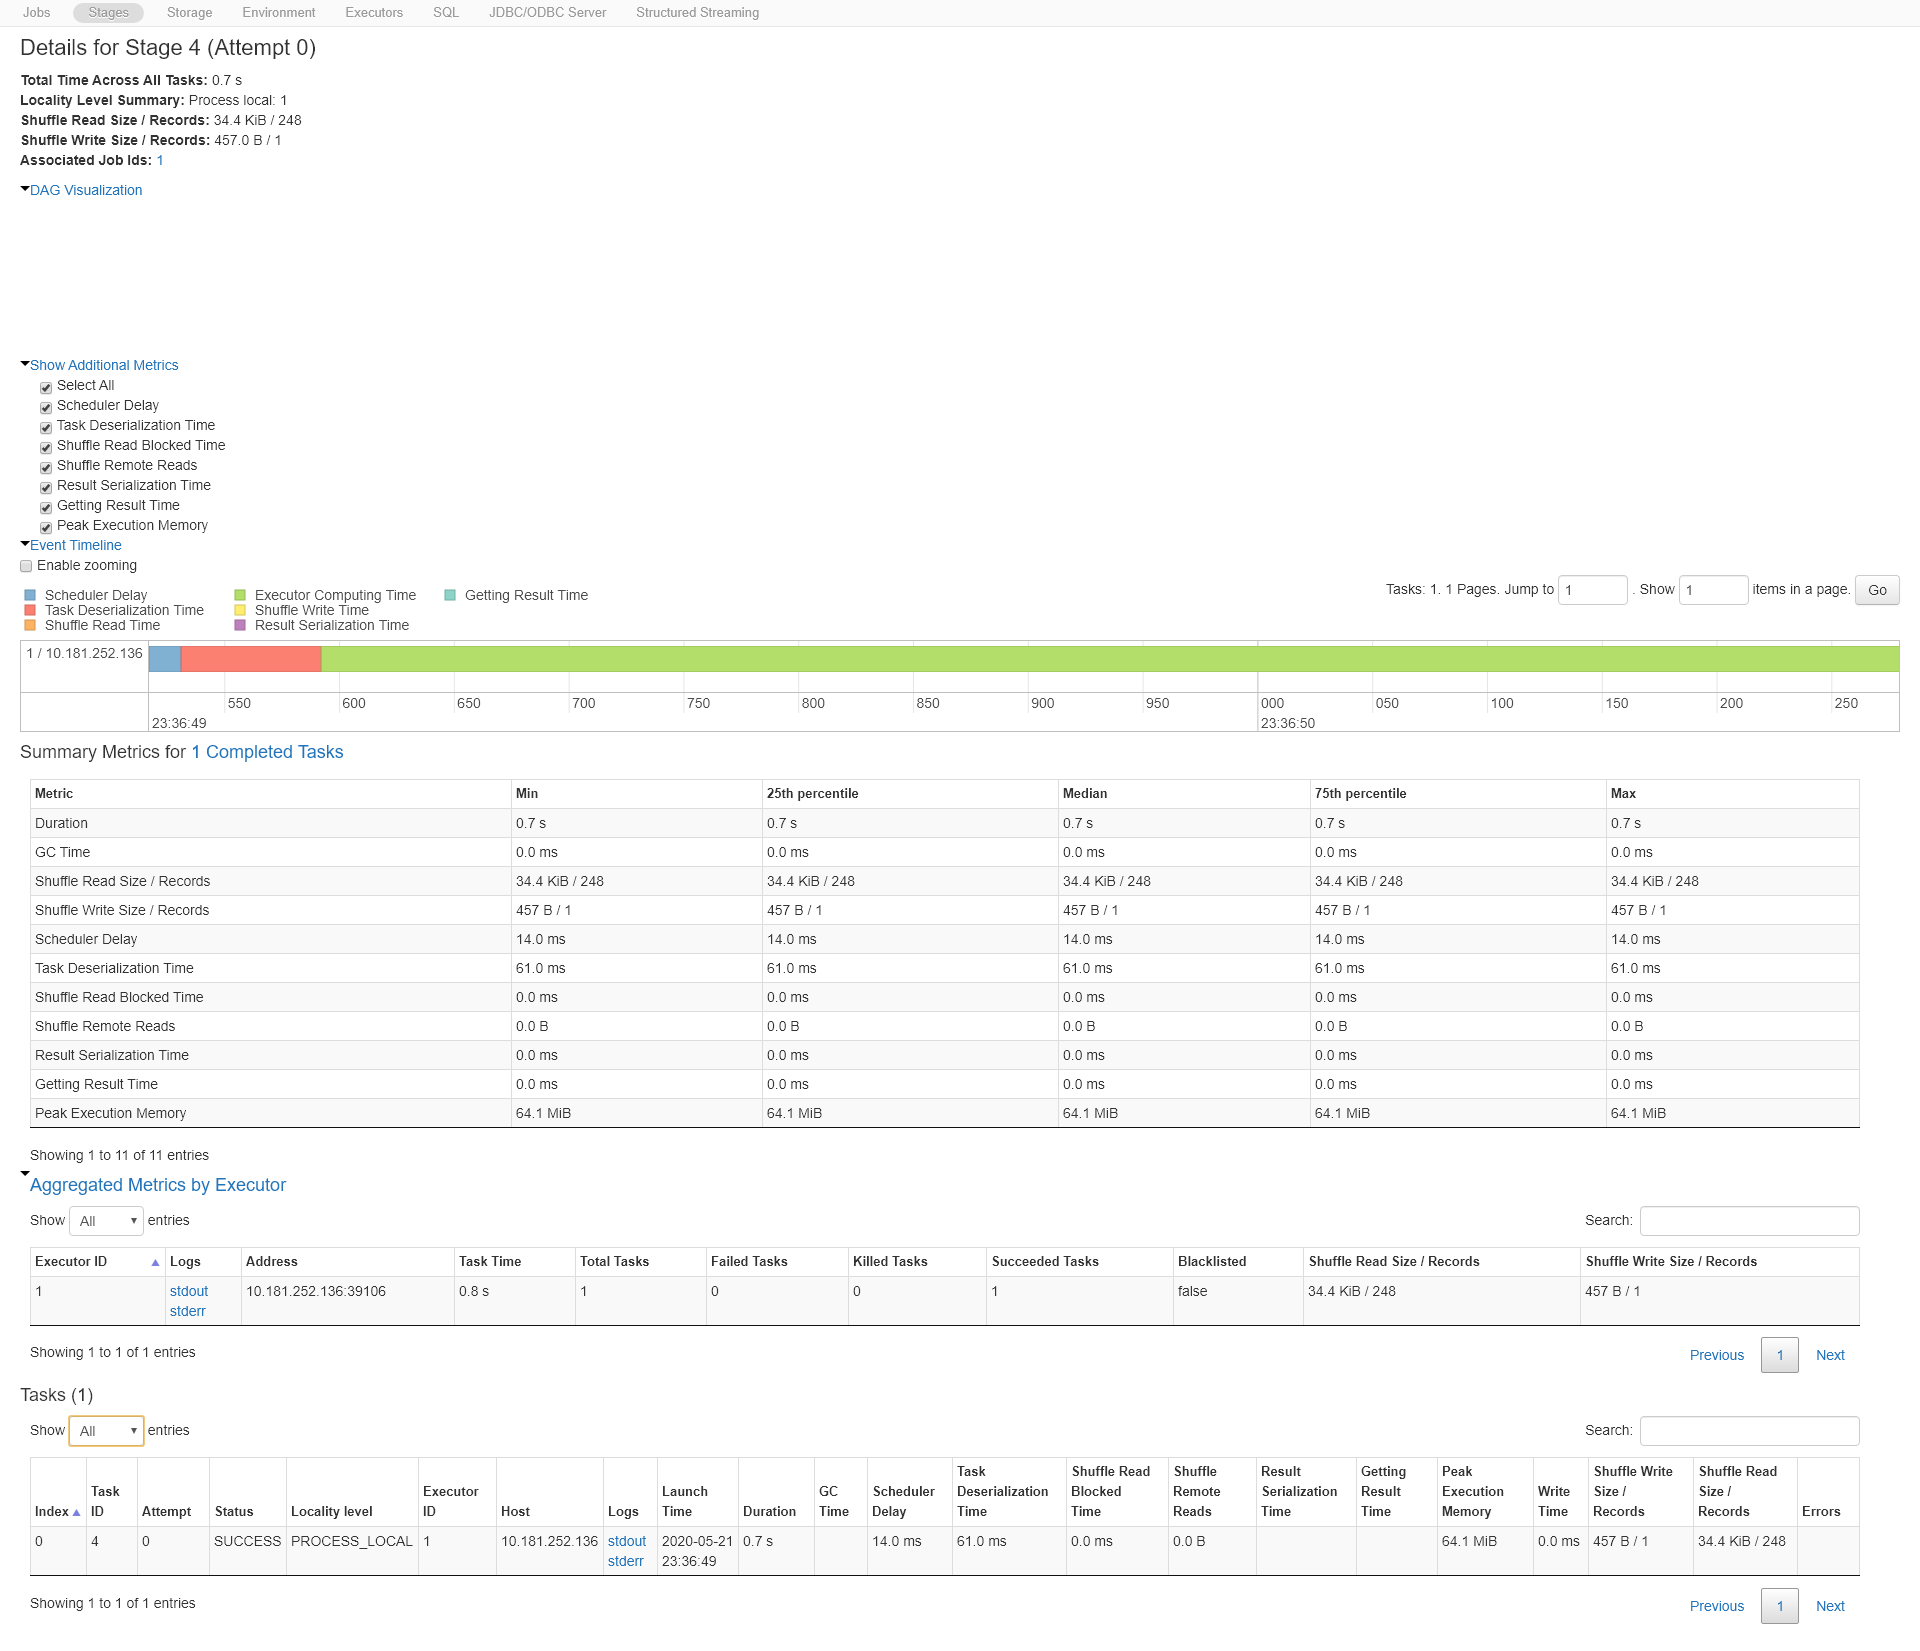 Jobs Stages Storage Environment Executors SQL JDBC/ODBC Server Structured Streaming
Details for Stage 4 (Attempt 0)
Total Time Across All Tasks: 0.7 s
Locality Level Summary: Process local: 1
Shuffle Read Size / Records: 34.4 KiB / 248
Shuffle Write Size / Records: 457.0 B / 1
Associated Job Ids: 1
DAG Visualization
Show Additional Metrics
Select All
Scheduler Delay
Task Deserialization Time
Shuffle Read Blocked Time
Shuffle Remote Reads
Result Serialization Time
Getting Result Time
Peak Execution Memory
Event Timeline
Enable zooming
Tasks: 1. 1 Pages. Jump to 1 . Show 1 items in a page. Go
Scheduler Delay Executor Computing Time Getting Result Time
Task Deserialization Time Shuffle Write Time
Shuffle Read Time Result Serialization Time
1 / 10.181.252.136
550 600 650 700 750 800 850 900 950 000 050 100 150 200 250
23:36:49 23:36:50
Summary Metrics for 1 Completed Tasks
Metric Min 25th percentile Median 75th percentile Max
Duration 0.7 s 0.7 s 0.7 s 0.7 s 0.7 s
GC Time 0.0 ms 0.0 ms 0.0 ms 0.0 ms 0.0 ms
Shuffle Read Size / Records 34.4 KiB / 248 34.4 KiB / 248 34.4 KiB / 248 34.4 KiB / 248 34.4 KiB / 248
Shuffle Write Size / Records 457 B / 1 457 B / 1 457 B / 1 457 B / 1 457 B / 1
Scheduler Delay 14.0 ms 14.0 ms 14.0 ms 14.0 ms 14.0 ms
Task Deserialization Time 61.0 ms 61.0 ms 61.0 ms 61.0 ms 61.0 ms
Shuffle Read Blocked Time 0.0 ms 0.0 ms 0.0 ms 0.0 ms 0.0 ms
Shuffle Remote Reads 0.0 B 0.0 B 0.0 B 0.0 B 0.0 B
Result Serialization Time 0.0 ms 0.0 ms 0.0 ms 0.0 ms 0.0 ms
Getting Result Time 0.0 ms 0.0 ms 0.0 ms 0.0 ms 0.0 ms
Peak Execution Memory 64.1 MiB 64.1 MiB 64.1 MiB 64.1 MiB 64.1 MiB
Showing 1 to 11 of 11 entries
Aggregated Metrics by Executor
Show All entries Search:
Executor ID Logs Address Task Time Total Tasks Failed Tasks Killed Tasks Succeeded Tasks Blacklisted Shuffle Read Size / Records Shuffle Write Size / Records
1 stdout 10.181.252.136:39106 0.8 s 1 0 0 1 false 34.4 KiB / 248 457 B / 1
stderr
Showing 1 to 1 of 1 entries
Previous 1 Next
Tasks (1)
Show All entries Search:
Task Shuffle Read Shuffle Result Getting Peak Shuffle Write Shuffle Read
Task Executor Launch GC Scheduler Deserialization Blocked Remote Serialization Result Execution Write Size / Size /
Index ID Attempt Status Locality level ID Host Logs Time Duration Time Delay Time Time Reads Time Time Memory Time Records Records Errors
0 4 0 SUCCESS PROCESS_LOCAL 1 10.181.252.136 stdout 2020-05-21 0.7 s 14.0 ms 61.0 ms 0.0 ms 0.0 B 64.1 MiB 0.0 ms 457 B / 1 34.4 KiB / 248
stderr 23:36:49
Showing 1 to 1 of 1 entries
Previous 1 Next